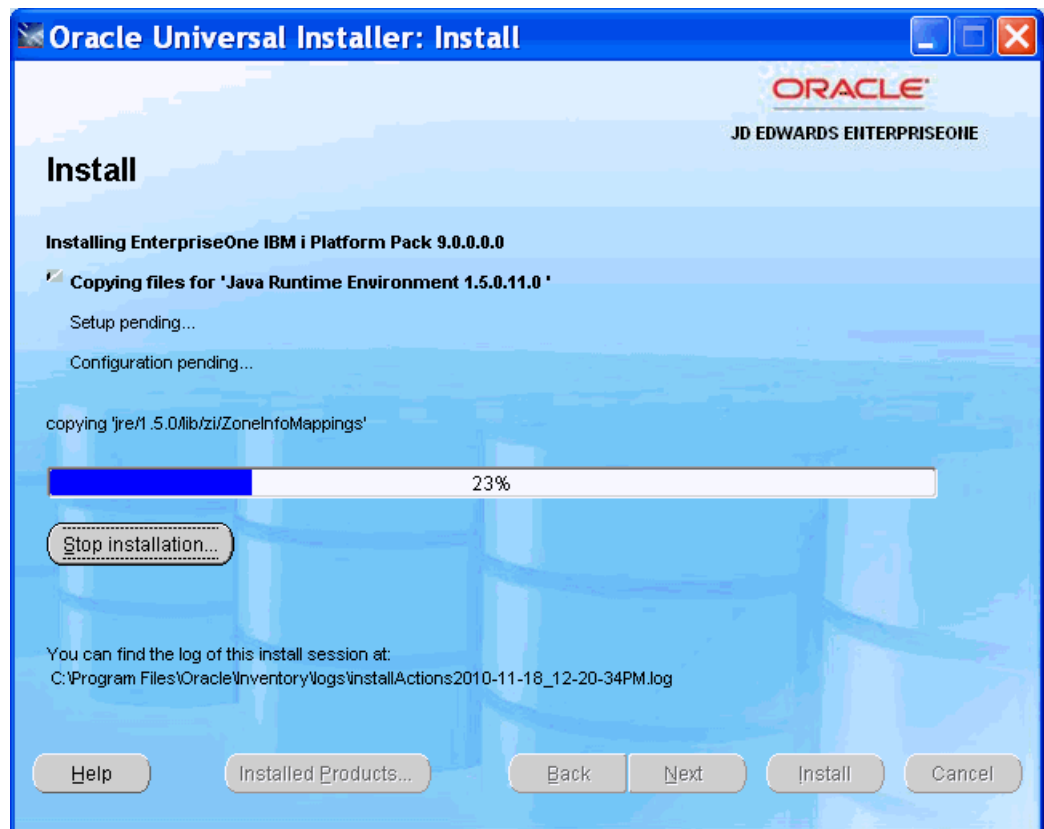 Oracle Universal Installer: Install
ORACLE
JD EDWARDS ENTERPRISEONE
Install
Installing EnterpriseOne IBM i Platform Pack 9.0.0.0.0
Copying files for 'Java Runtime Environment 1.5.0.11.0 '
Setup pending...
Configuration pending...
copying 'jre/1.5.0/lib/zi/ZoneInfoMappings'
23%
Stop installation...
You can find the log of this install session at:
C:\Program Files\Oracle\Inventory\logs\installActions2010-11-18_12-20-34PM.log
Help Installed Products... Back Next Install Cancel